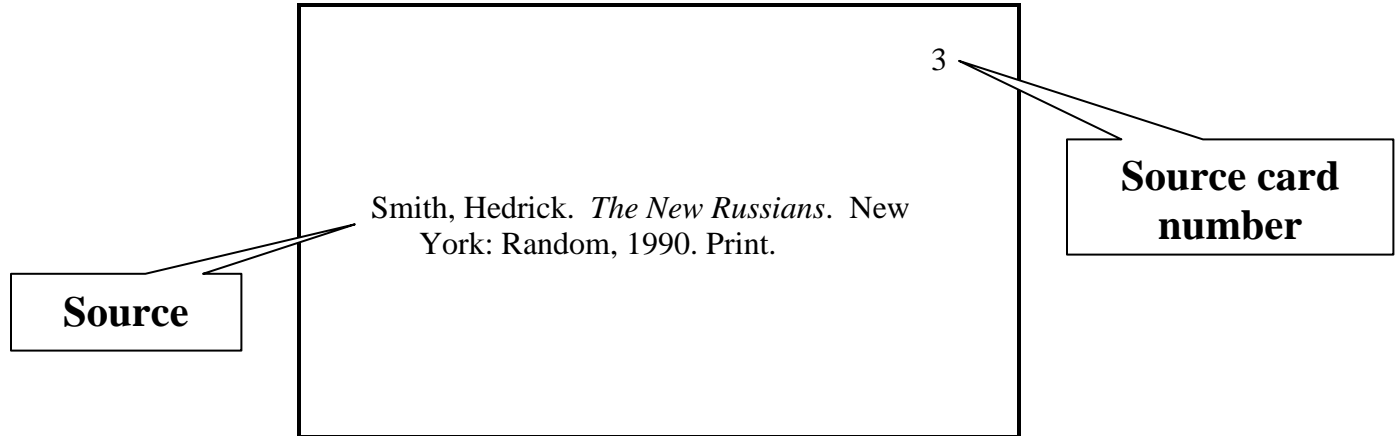 3
Source card
number
Smith, Hedrick.  The New Russians.  New
York: Random, 1990. Print.
Source